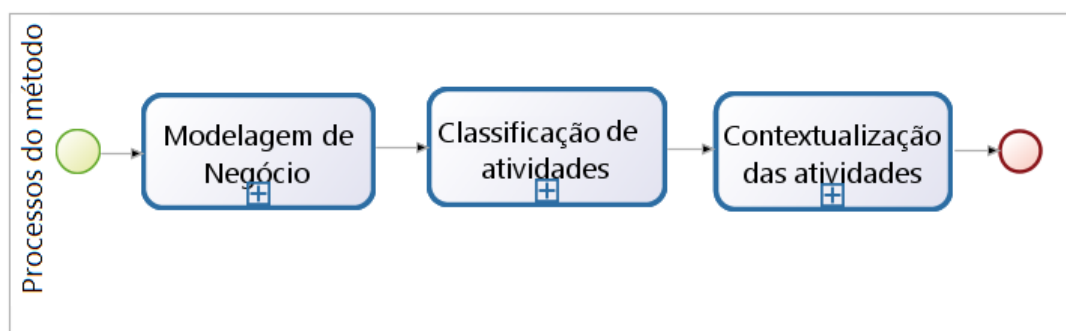 Processos do método
Modelagem de
Negócio
Classificação de
atividades
Contextualização
das atividades